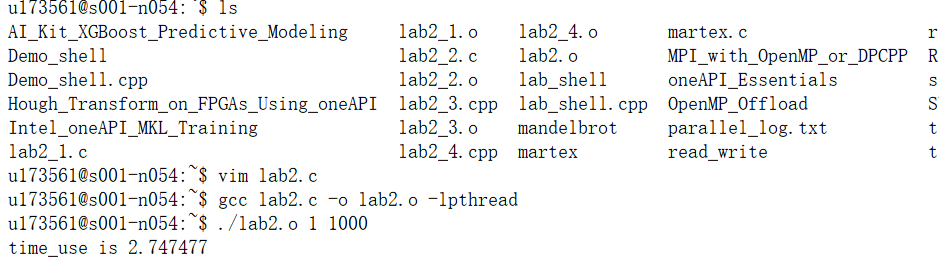 u173561@s001-n054:~$ ls
AI_Kit_XGBoost_Predictive_Modeling lab2_1.o lab2_4.o martex.c r
Demo_shell lab2_2.c lab2.o MPI_with_OpenMP_or_DPCPP R
Demo_shell.cpp lab2_2.o lab_shell oneAPI_Essentials s
Hough_Transform_on_FPGAs_Using_oneAPI lab2_3.cpp lab_shell.cpp OpenMP_Offload S
Intel_oneAPI_MKL_Training lab2_3.o mandelbrot parallel_log.txt t
lab2_1.c lab2_4.cpp martex read_write t
u173561@s001-n054:~$ vim lab2.c
u173561@s001-n054:~$ gcc lab2.c -o lab2.o -lpthread
u173561@s001-n054:~$ ./lab2.o 1 1000
time_use is 2.747477